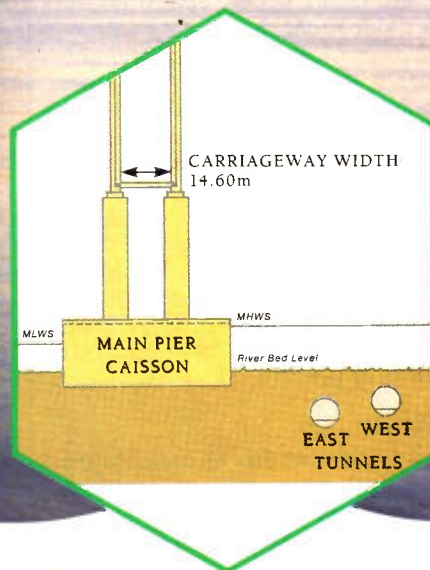 CARRIAGEWAY WIDTH
14.60m
MLWS
MHWS
MAIN PIER
CAISSON
River Bed Level
EAST WEST
TUNNELS